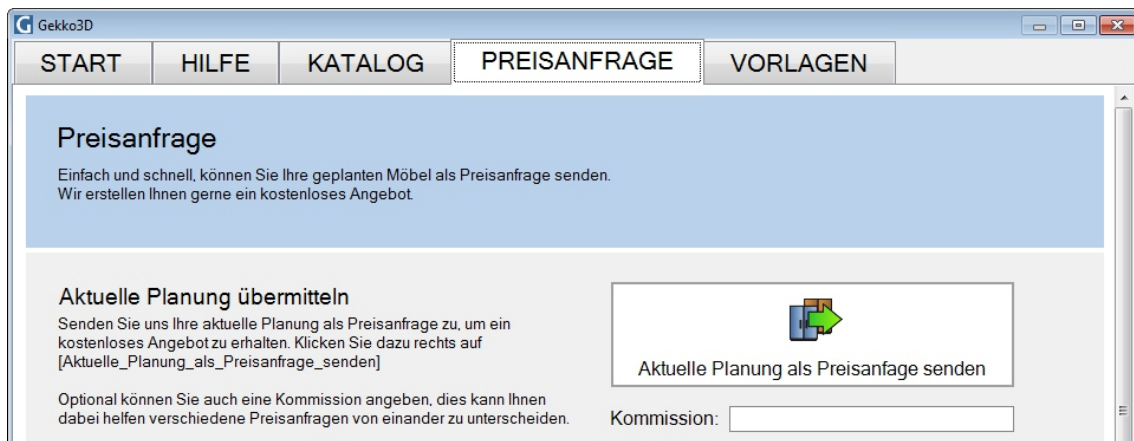 Gekko3D
START HILFE KATALOG PREISANFRAGE VORLAGEN
Preisanfrage
Einfach und schnell, können Sie Ihre geplanten Möbel als Preisanfrage senden.
Wir erstellen Ihnen gerne ein kostenloses Angebot.
Aktuelle Planung übermitteln
Senden Sie uns Ihre aktuelle Planung als Preisanfrage zu, um ein
kostenloses Angebot zu erhalten. Klicken Sie dazu rechts auf
[Aktuelle_Planung_als_Preisanfrage_senden]
Optional können Sie auch eine Kommission angeben, dies kann Ihnen
dabei helfen verschiedene Preisanfragen von einander zu unterscheiden.
Aktuelle Planung als Preisanfage senden
Kommission: